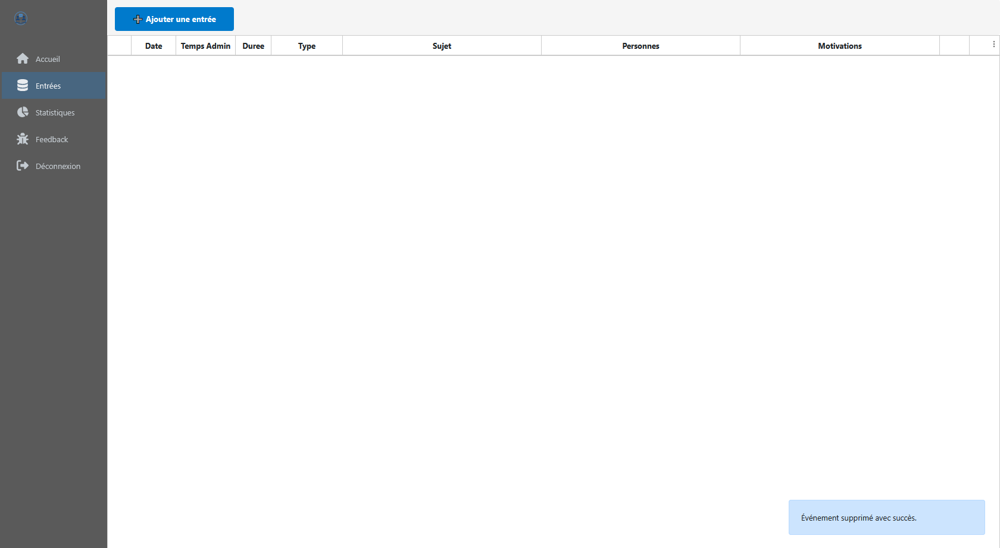 Ajouter une entrée
Date Temps Admin Duree Type Sujet Personnes Motivations
Accueil
Entrées
Statistiques
Feedback
Déconnexion
Événement supprimé avec succès.